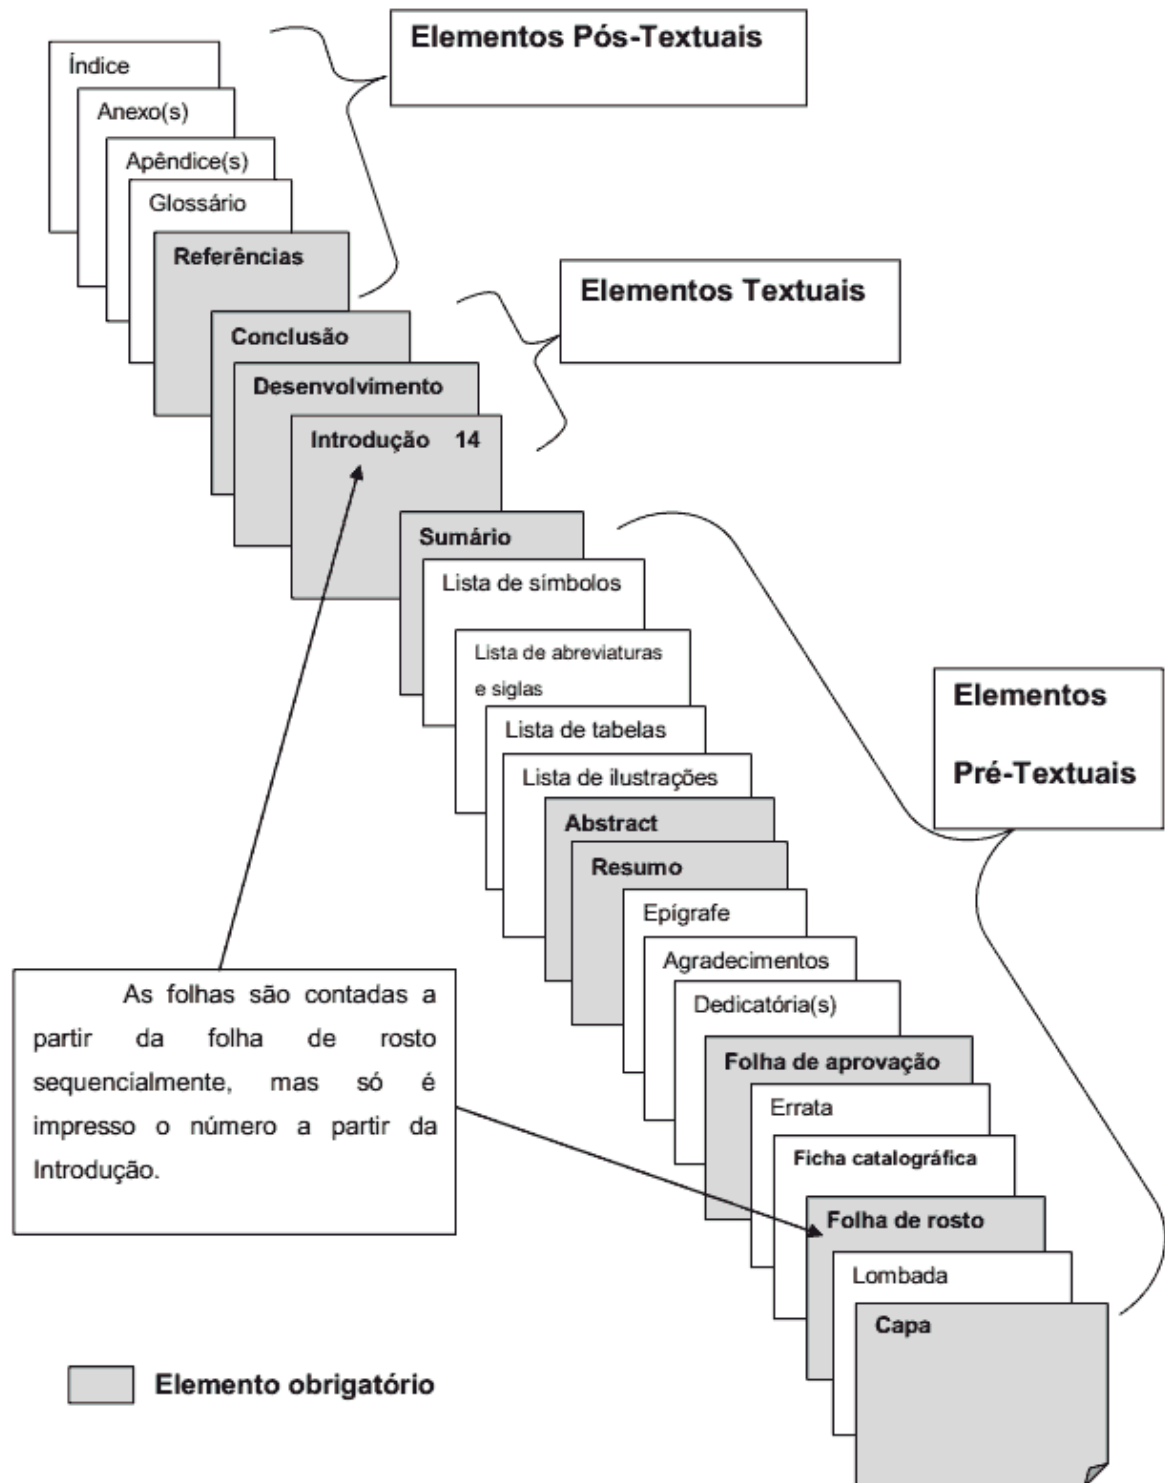 Elementos Pós-Textuais
Índice
Anexo(s)
Apêndice(s)
Glossário
Referências
Elementos Textuais
Conclusão
Desenvolvimento
Introdução 14
Sumário
Lista de símbolos
Lista de abreviaturas
e siglas
Lista de tabelas
Lista de ilustrações
Elementos
Pré-Textuais
Abstract
Resumo
Epígrafe
Agradecimentos
Dedicatória(s)
Folha de aprovação
Errata
Ficha catalográfica
Folha de rosto
Lombada
Capa
As folhas são contadas a
partir da folha de rosto
sequencialmente, mas só é
impresso o número a partir da
Introdução.
Elemento obrigatório